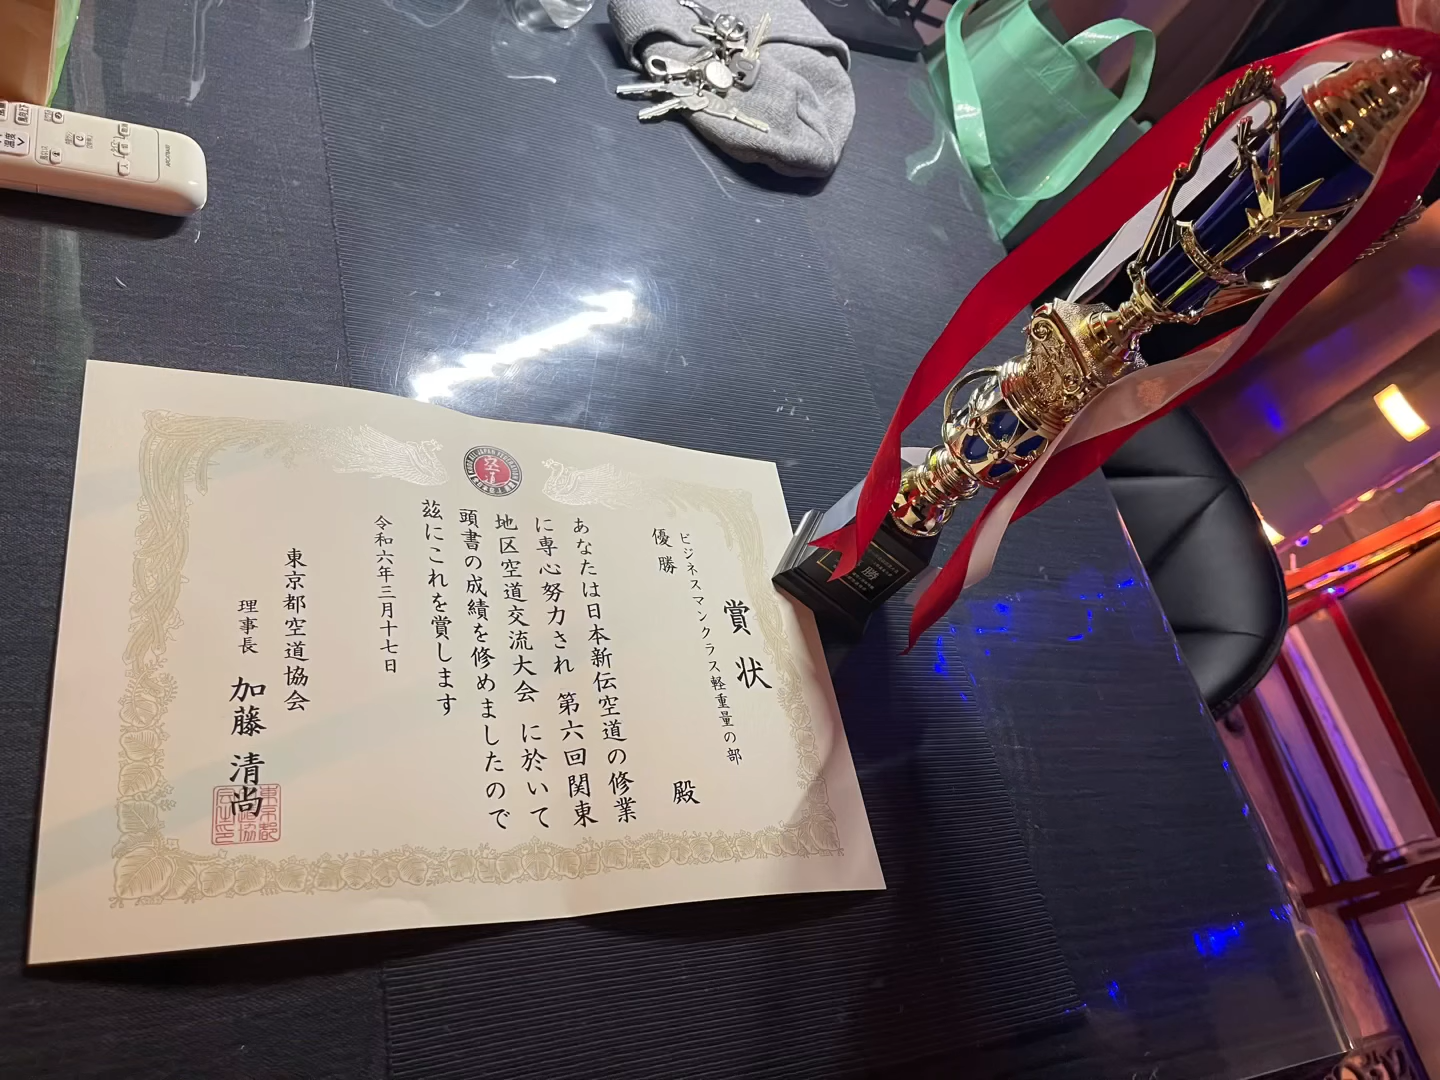 賞状
ビジネスマンクラス軽重量の部
優勝
殿
あなたは日本新伝空道の修業
に専心努力され 第六回関東
地区空道交流大会 に於いて
頭書の成績を修めましたので
茲にこれを賞します
令和六年三月十七日
東京都空道協会
理事長 加藤 清尚
温度